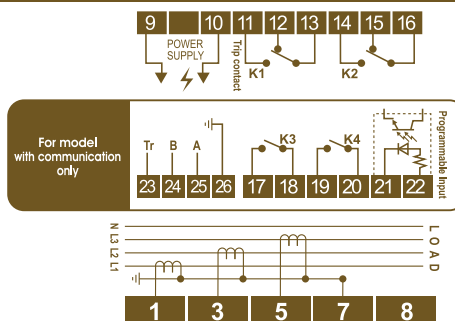 9 10 11 12 13 14 15 16
POWER
SUPPLY
Trip contact
K1
K2
For model
with communication
only
Tr B A
K3
K4
23 24 25 26 17 18 19 20 21 22
Programmable Input
N
L3
L2
L1
LOAD
1 3 5 7 8